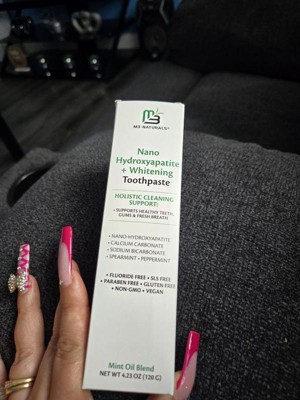 M3 NATURALS®
Nano
Hydroxyapatite
+ Whitening
Toothpaste
HOLISTIC CLEANING
SUPPORT:
• SUPPORTS HEALTHY TEETH,
GUMS & FRESH BREATH
• NANO-HYDROXYAPATITE
• CALCIUM CARBONATE
• SODIUM BICARBONATE
• SPEARMINT • PEPPERMINT
• FLUORIDE FREE • SLS FREE
• PARABEN FREE • GLUTEN FREE
• NON-GMO • VEGAN
Mint Oil Blend
NET WT 4.23 OZ (120 G)